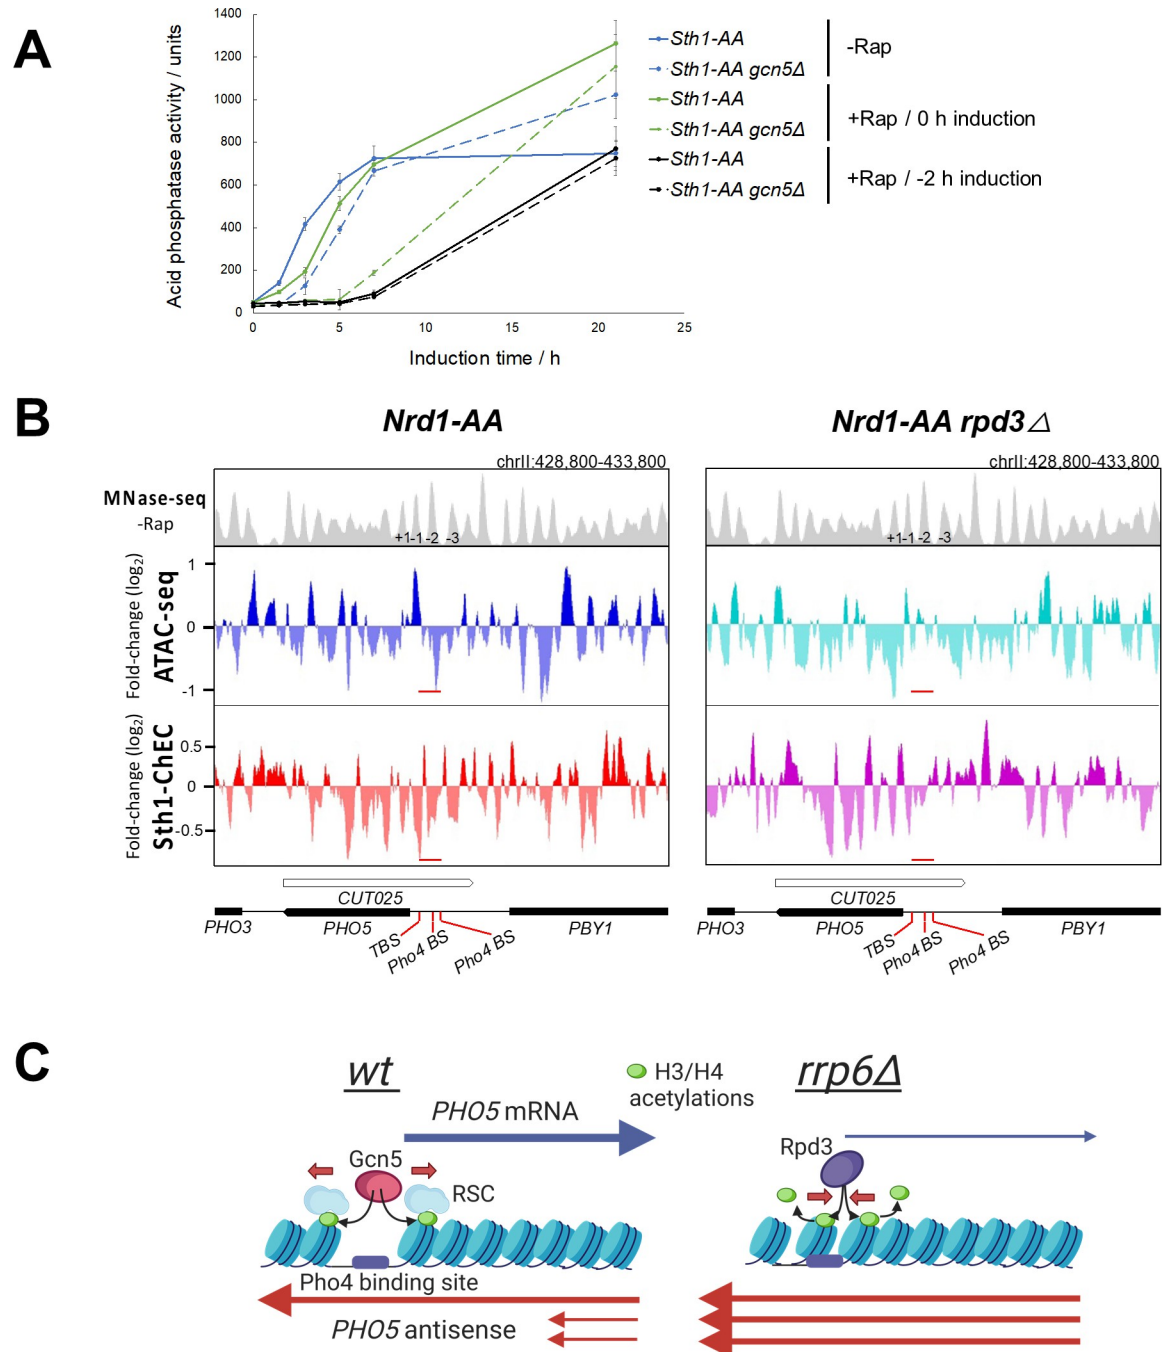 A
Acid phosphatase activity / units
1400
1200
1000
800
600
400
200
0
0 5 10 15 20 25
Induction time / h
Sth1-AA
Sth1-AA gcn5Δ
-Rap
Sth1-AA
Sth1-AA gcn5Δ
+Rap / 0 h induction
Sth1-AA
Sth1-AA gcn5Δ
+Rap / -2 h induction
B
Nrd1-AA
Nrd1-AA rpd3△
chrII:428,800-433,800
chrII:428,800-433,800
MNase-seq
-Rap
+1 -1 -2 -3
+1 -1 -2 -3
Fold-change (log2)
ATAC-seq
1
0
-1
Fold-change (log2)
Sth1-ChEC
0.5
0
-0.5
CUT025
CUT025
PHO3 PHO5 TBS Pho4 BS Pho4 BS PBY1
PHO3 PHO5 TBS Pho4 BS Pho4 BS PBY1
C
wt
H3/H4
acetylations
rrp6Δ
PHO5 mRNA
Gcn5
RSC
Rpd3
Pho4 binding site
PHO5 antisense